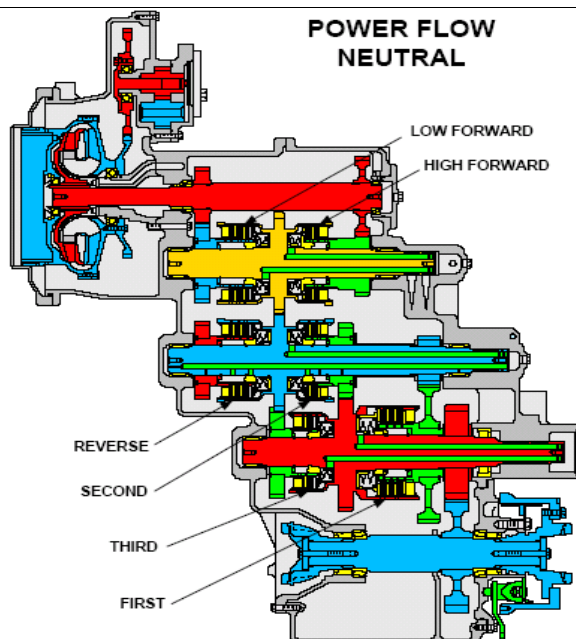 POWER FLOW
NEUTRAL
LOW FORWARD
HIGH FORWARD
REVERSE
SECOND
THIRD
FIRST